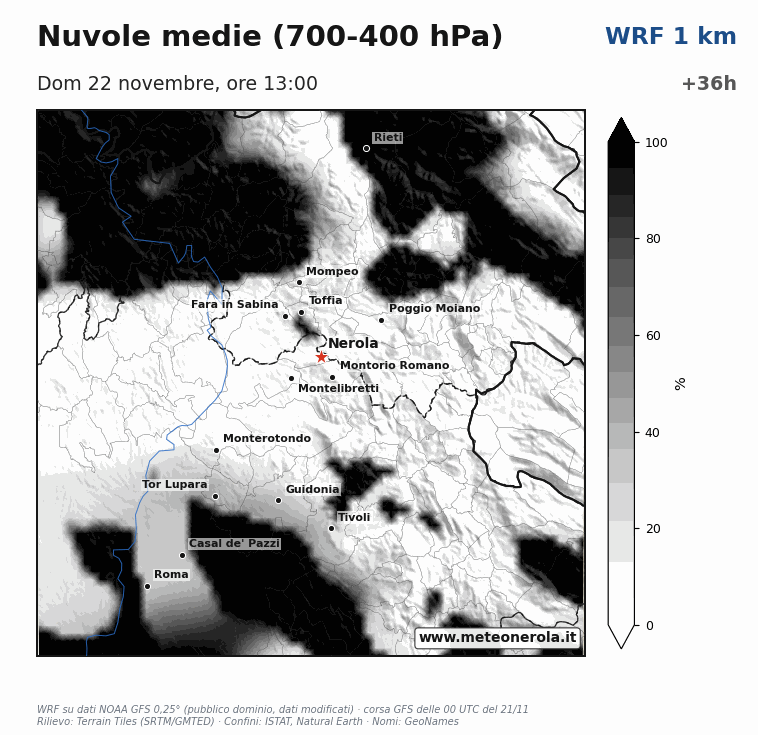 Nuvole medie (700-400 hPa)
WRF 1 km
Dom 22 novembre, ore 13:00
+36h
Rieti
Mompeo
Fara in Sabina
Toffia
Poggio Moiano
Nerola
Montorio Romano
Montelibretti
Monterotondo
Tor Lupara
Guidonia
Tivoli
Casal de' Pazzi
Roma
www.meteonerola.it
100
80
60
40
20
0
%
WRF su dati NOAA GFS 0,25° (pubblico dominio, dati modificati) · corsa GFS delle 00 UTC del 21/11
Rilievo: Terrain Tiles (SRTM/GMTED) · Confini: ISTAT, Natural Earth · Nomi: GeoNames